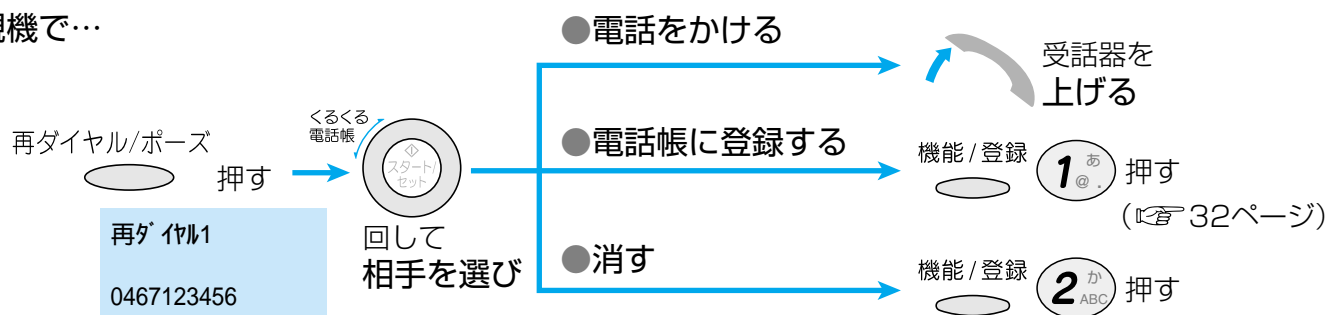 機で…
再ダイヤル/ポーズ
押す
再ダイヤル1
0467123456
くるくる
電話帳
スタート/
セット
回して
相手を選び
●電話をかける
受話器を
上げる
●電話帳に登録する
機能/登録
1 あ @ .
押す
(☞32ページ)
●消す
機能/登録
2 か ABC
押す